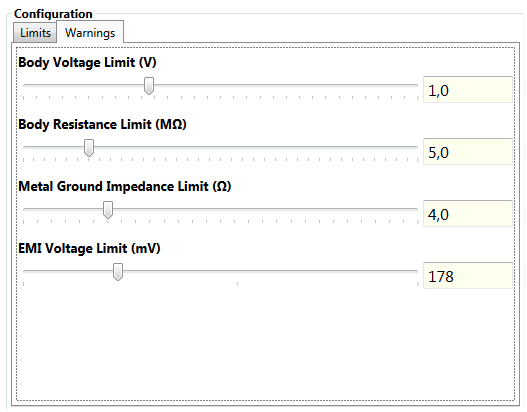 Configuration
Limits Warnings
Body Voltage Limit (V)
1,0
Body Resistance Limit (MΩ)
5,0
Metal Ground Impedance Limit (Ω)
4,0
EMI Voltage Limit (mV)
178